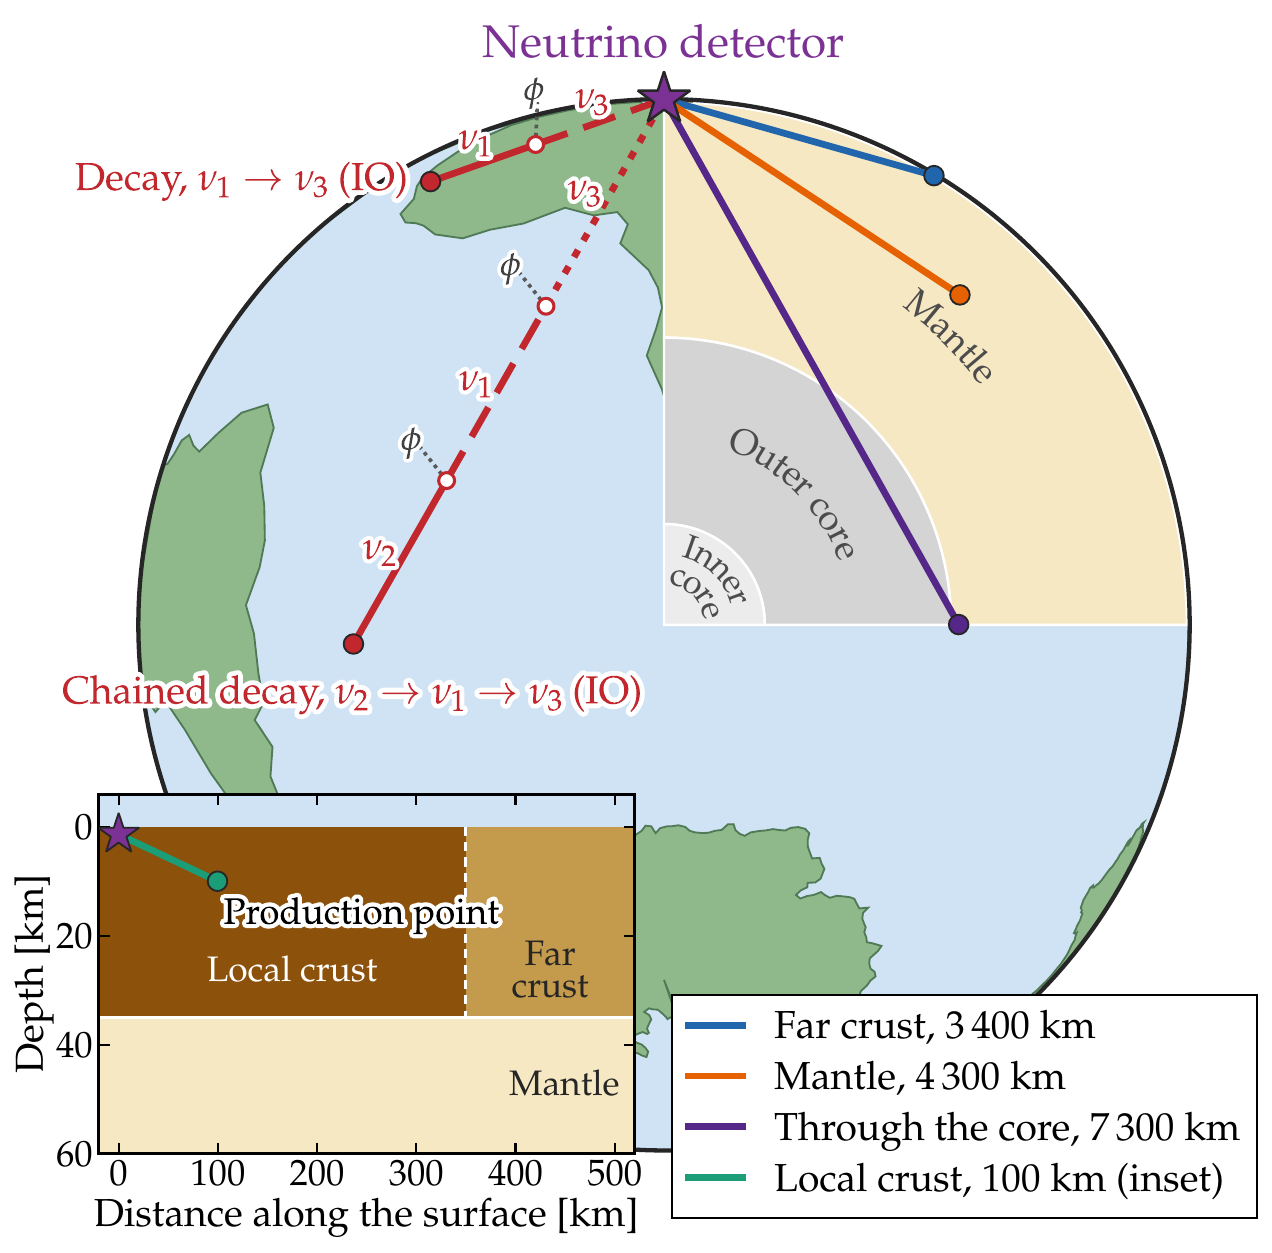 Neutrino detector
ϕ
ν3
ν1
Decay, ν1 → ν3 (IO)
ν3
ϕ
ν1
ϕ
ν2
Chained decay, ν2 → ν1 → ν3 (IO)
Mantle
Outer core
Inner
core
Depth [km]
0
20
40
60
Production point
Local crust
Far
crust
Mantle
0 100 200 300 400 500
Distance along the surface [km]
Far crust, 3 400 km
Mantle, 4 300 km
Through the core, 7 300 km
Local crust, 100 km (inset)